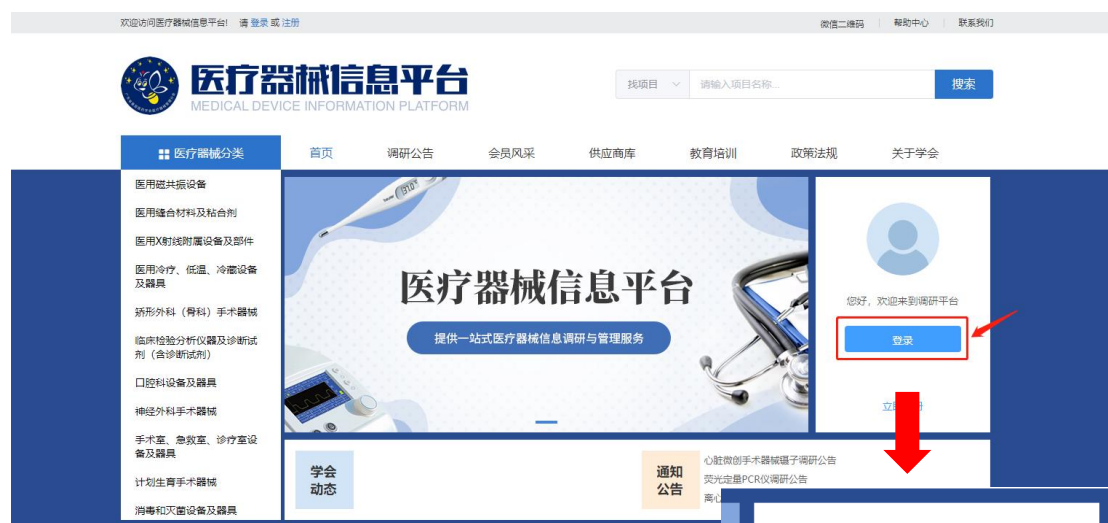 欢迎访问医疗器械信息平台! 请 登录 或 注册
微信二维码 帮助中心 联系我们
医疗器械信息平台
MEDICAL DEVICE INFORMATION PLATFORM
找项目 请输入项目名称... 搜索
医疗器械分类 首页 调研公告 会员风采 供应商库 教育培训 政策法规 关于学会
医用磁共振设备
医用缝合材料及粘合剂
医用X射线附属设备及部件
医用冷疗、低温、冷藏设备
及器具
矫形外科（骨科）手术器械
临床检验分析仪器及诊断试
剂（含诊断试剂）
口腔科设备及器具
神经外科手术器械
手术室、急救室、诊疗室设
备及器具
计划生育手术器械
消毒和灭菌设备及器具
医疗器械信息平台
提供一站式医疗器械信息调研与管理服务
您好，欢迎来到调研平台
登录
学会
动态
通知
公告
心脏微创手术器械镊子调研公告
荧光定量PCR仪调研公告
离心